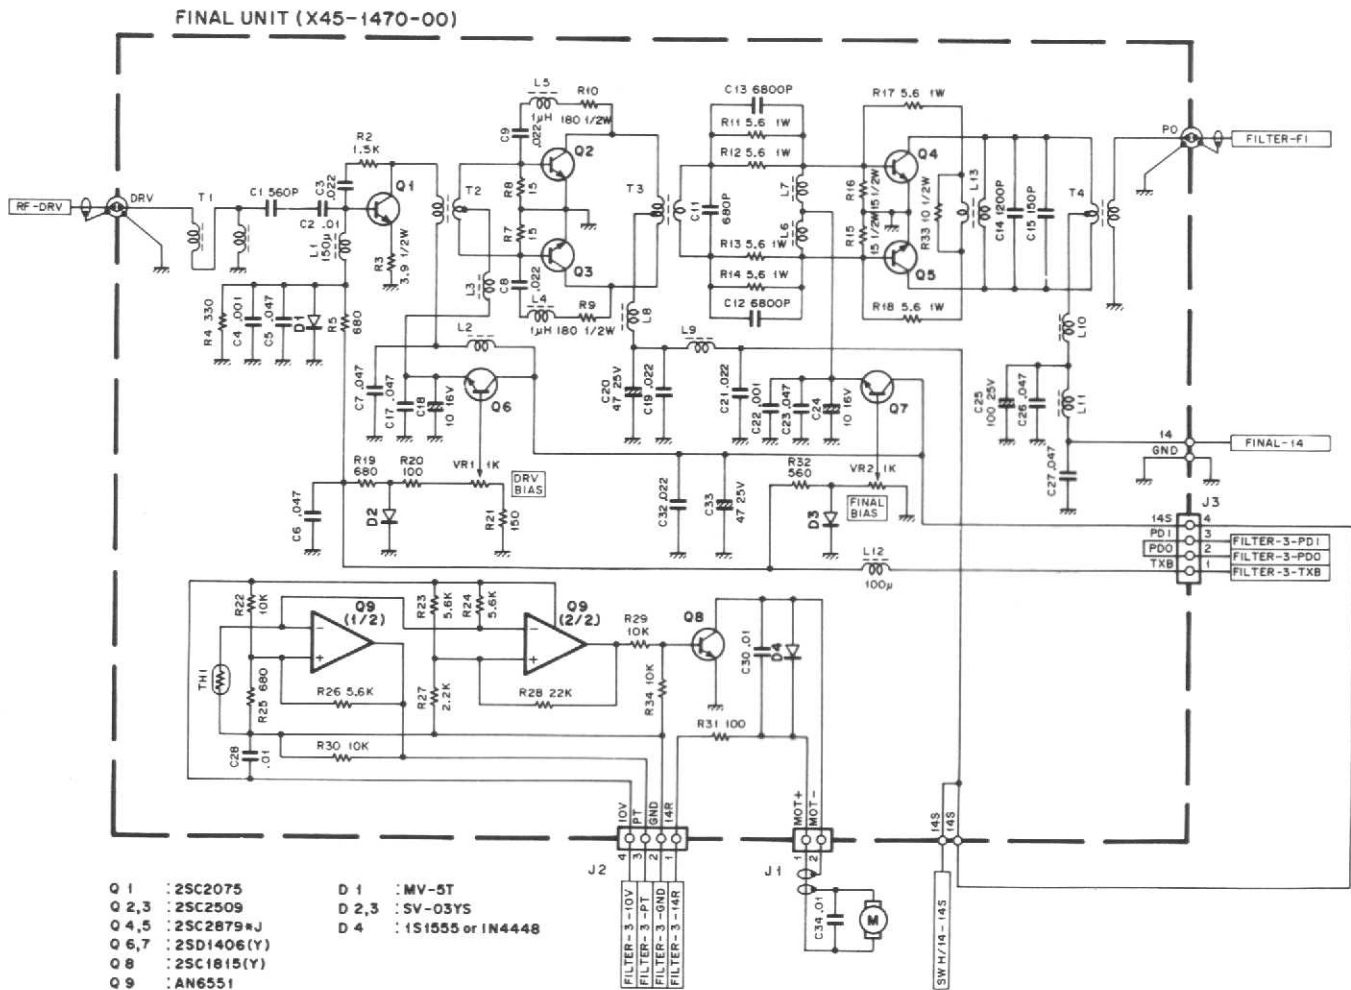 FINAL UNIT (X45-1470-00)
RF-DRV
DRV
T1
C1 560P
C2 .01
C3 .022
L1 150μ
R2 1.5K
Q1
R3 3.9 1/2W
R4 330
C4 .001
C5 .047
D1
R5 680
T2
L5 1μH
R10 180 1/2W
C9 .022
Q2
R8 15
R7 15
Q3
C8 .022
L4 1μH
R9 180 1/2W
L3
L2
C7 .047
C17 .047
C18 10 16V
Q6
T3
L8
C20 47 25V
C19 .022
L9
C21 .022
C22 .001
C23 .047
C24 10 16V
Q7
C13 6800P
R11 5.6 1W
R12 5.6 1W
C11 680P
L7
L6
R13 5.6 1W
R14 5.6 1W
C12 6800P
R17 5.6 1W
Q4
R16 15 1/2W
R15 15 1/2W
R33 10 1/2W
Q5
R18 5.6 1W
L13
C14 1200P
C15 150P
T4
PO
FILTER-FI
L10
C25 100 25V
C26 .047
L11
C27 .047
14
GND
FINAL-14
J3
14S 4
PDI 3 FILTER-3-PDI
PDO 2 FILTER-3-PDO
TXB 1 FILTER-3-TXB
R19 680
R20 100
VR1 1K
DRV BIAS
C6 .047
D2
R21 150
C32 .022
C33 47 25V
R32 560
VR2 1K
FINAL BIAS
D3
L12 100μ
R22 10K
Q9 (1/2)
R23 5.6K
R24 5.6K
Q9 (2/2)
R29 10K
Q8
C30 .01
D4
TH1
R25 680
R26 5.6K
R27 2.2K
R28 22K
R34 10K
R31 100
C28 .01
R30 10K
10V
PT
GND
14R
J2
4
3
2
1
FILTER-3-10V
FILTER-3-PT
FILTER-3-GND
FILTER-3-14R
MOT+
MOT-
J1
1
2
C34 .01
M
14S
14S
SWH/14-14S
Q 1 : 2SC2075
Q 2,3 : 2SC2509
Q 4,5 : 2SC2879*J
Q 6,7 : 2SD1406(Y)
Q 8 : 2SC1815(Y)
Q 9 : AN6551
D 1 : MV-5T
D 2,3 : SV-03YS
D 4 : 1S1555 or 1N4448